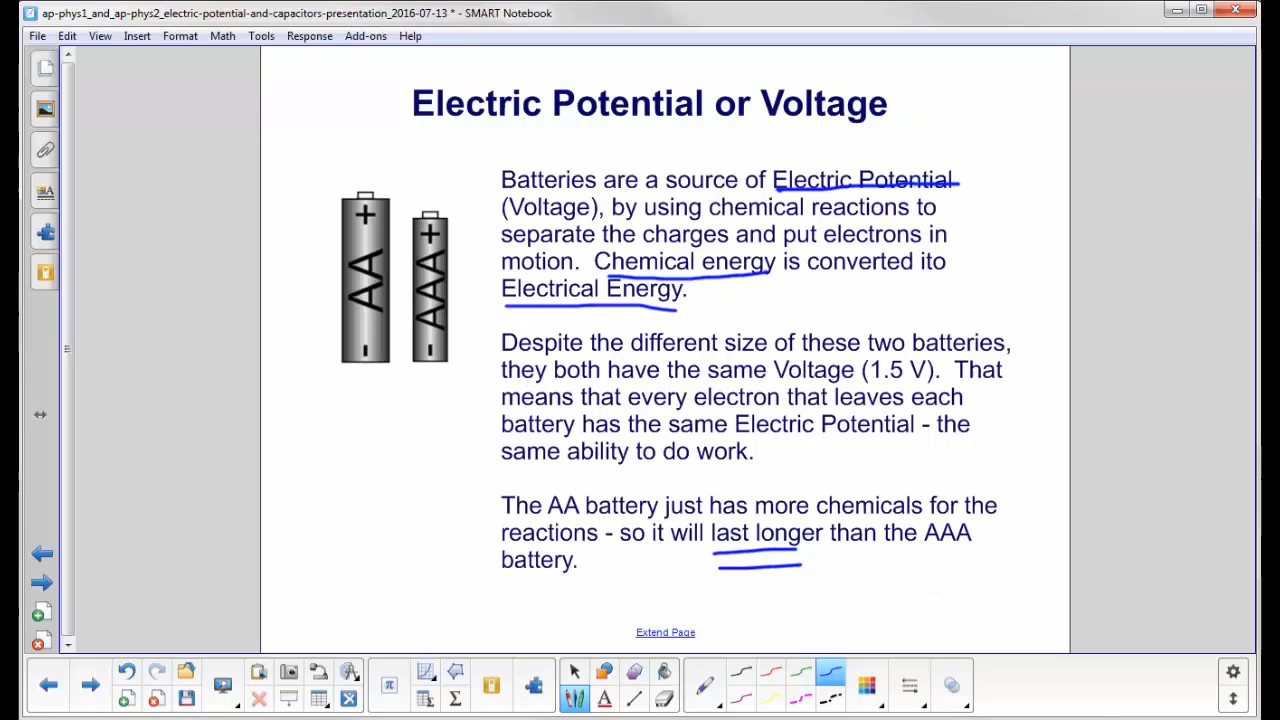 ap-phys1_and_ap-phys2_electric-potential-and-capacitors-presentation_2016-07-13 * - SMART Notebook
File Edit View Insert Format Math Tools Response Add-ons Help
Electric Potential or Voltage
Batteries are a source of Electric Potential
(Voltage), by using chemical reactions to
separate the charges and put electrons in
motion. Chemical energy is converted ito
Electrical Energy.
+ AA -
+ AAA -
Despite the different size of these two batteries,
they both have the same Voltage (1.5 V). That
means that every electron that leaves each
battery has the same Electric Potential - the
same ability to do work.
The AA battery just has more chemicals for the
reactions - so it will last longer than the AAA
battery.
Extend Page